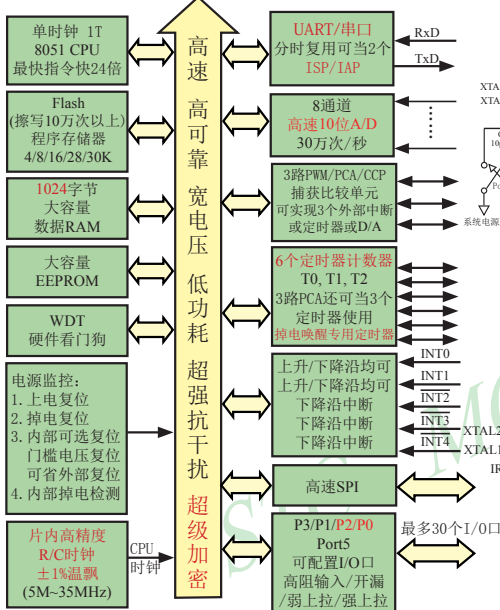 单时钟 1T
8051 CPU
最快指令快24倍
Flash
(擦写10万次以上)
程序存储器
4/8/16/28/30K
1024字节
大容量
数据RAM
大容量
EEPROM
WDT
硬件看门狗
电源监控:
1. 上电复位
2. 掉电复位
3. 内部可选复位
门槛电压复位
可省外部复位
4. 内部掉电检测
片内高精度
R/C时钟
±1%温飘
(5M~35MHz)
CPU
时钟
高速 高可靠 宽电压 低功耗 超强抗干扰 超级加密
UART/串口
分时复用可当2个
ISP/IAP
RxD
TxD
8通道
高速10位A/D
30万次/秒
3路PWM/PCA/CCP
捕获比较单元
可实现3个外部中断
或定时器或D/A
6个定时器计数器
T0, T1, T2
3路PCA还可当3个
定时器使用
掉电唤醒专用定时器
上升/下降沿均可
上升/下降沿均可
下降沿中断
下降沿中断
下降沿中断
INT0
INT1
INT2
INT3
INT4
高速SPI
P3/P1/P2/P0
Port5
可配置I/O口
高阻输入/开漏
/弱上拉/强上拉
最多30个I/O口
XTA
XTA
系统电源
XTAL2
XTAL1